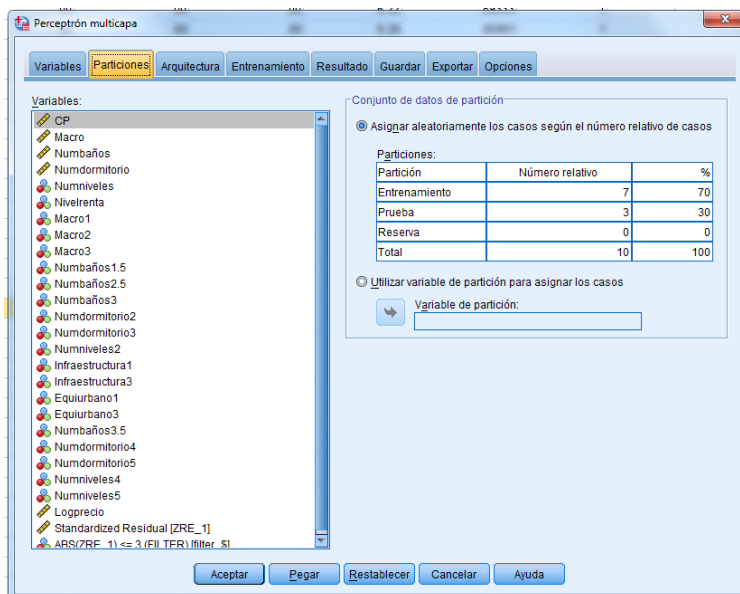 Perceptrón multicapa
Variables Particiones Arquitectura Entrenamiento Resultado Guardar Exportar Opciones
Variables:
CP
Macro
Numbaños
Numdormitorio
Numniveles
Nivelrenta
Macro1
Macro2
Macro3
Numbaños1.5
Numbaños2.5
Numbaños3
Numdormitorio2
Numdormitorio3
Numniveles2
Infraestructura1
Infraestructura3
Equiurbano1
Equiurbano3
Numbaños3.5
Numdormitorio4
Numdormitorio5
Numniveles4
Numniveles5
Logprecio
Standardized Residual [ZRE_1]
ABS(ZRE_1) <= 3 (FILTER) [filter_$]
Conjunto de datos de partición
Asignar aleatoriamente los casos según el número relativo de casos
Particiones:
Partición Número relativo %
Entrenamiento 7 70
Prueba 3 30
Reserva 0 0
Total 10 100
Utilizar variable de partición para asignar los casos
Variable de partición:
Aceptar Pegar Restablecer Cancelar Ayuda